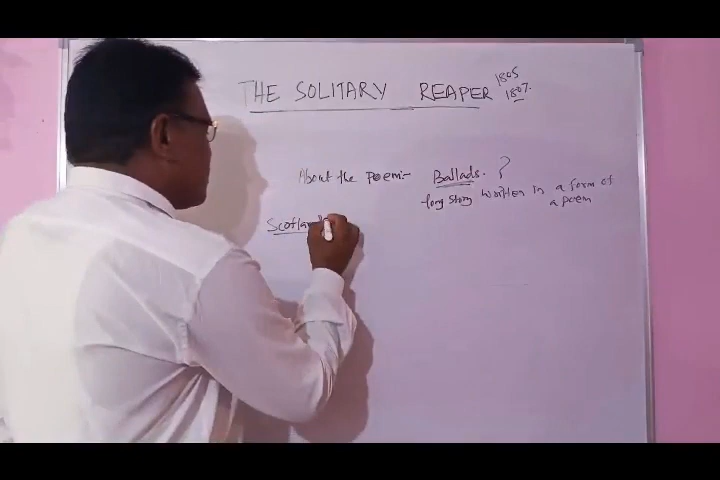 THE SOLITARY REAPER 1805
1807.
About the poem:- Ballads. ?
-long story written in a form of
a poem
Scotland